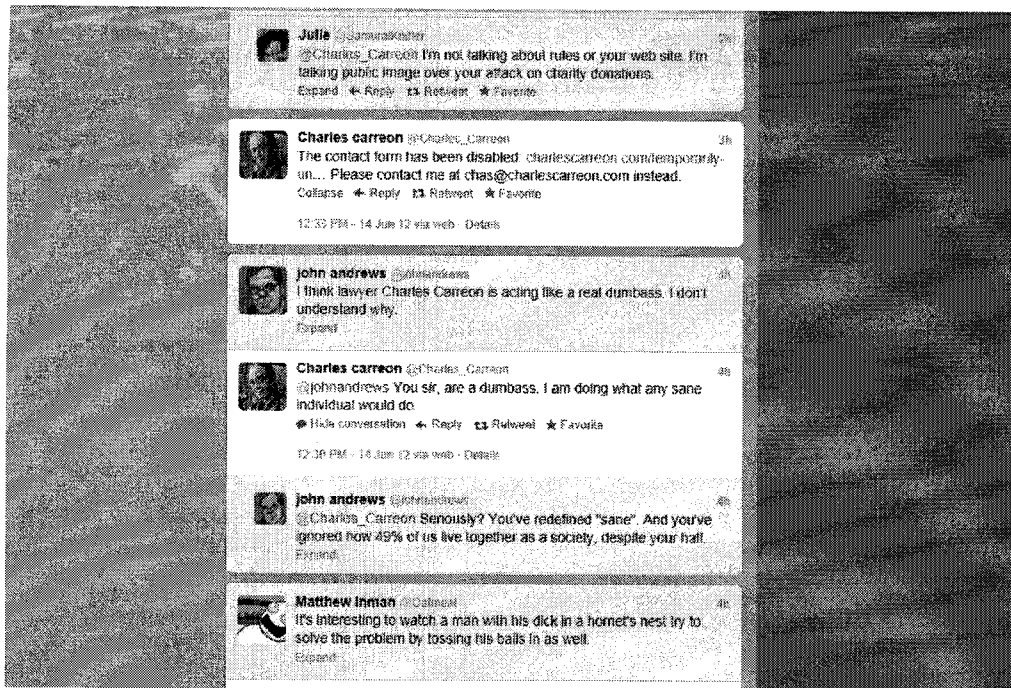 Julie @Samuraiknitter 2h
@Charles_Carreon I'm not talking about rules or your web site. I'm
talking public image over your attack on charity donations.
Expand Reply Retweet Favorite
Charles carreon @Charles_Carreon 3h
The contact form has been disabled: charlescarreon.com/temporarily-
un… Please contact me at chas@charlescarreon.com instead.
Collapse Reply Retweet Favorite
12:33 PM - 14 Jun 12 via web · Details
john andrews @johnandrews 4h
I think lawyer Charles Carreon is acting like a real dumbass. I don't
understand why.
Expand
Charles carreon @Charles_Carreon 4h
@johnandrews You sir, are a dumbass. I am doing what any sane
individual would do.
Hide conversation Reply Retweet Favorite
12:30 PM - 14 Jun 12 via web · Details
john andrews @johnandrews 4h
@Charles_Carreon Seriously? You've redefined "sane". And you've
ignored how 49% of us live together as a society, despite your half.
Expand
Matthew Inman @Oatmeal 4h
It's interesting to watch a man with his dick in a hornet's nest try to
solve the problem by tossing his balls in as well.
Expand